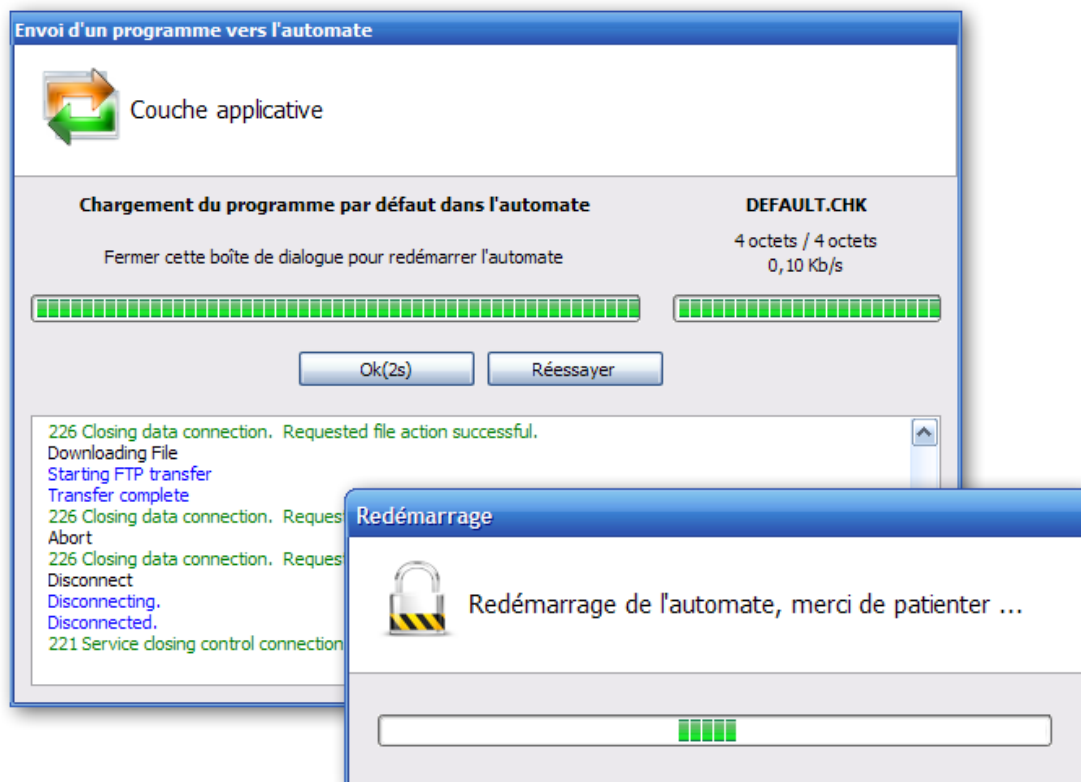 Envoi d'un programme vers l'automate
Couche applicative
Chargement du programme par défaut dans l'automate
DEFAULT.CHK
Fermer cette boîte de dialogue pour redémarrer l'automate
4 octets / 4 octets
0,10 Kb/s
Ok(2s)
Réessayer
226 Closing data connection. Requested file action successful.
Downloading File
Starting FTP transfer
Transfer complete
226 Closing data connection. Reques
Abort
226 Closing data connection. Reques
Disconnect
Disconnecting.
Disconnected.
221 Service closing control connection
Redémarrage
Redémarrage de l'automate, merci de patienter ...